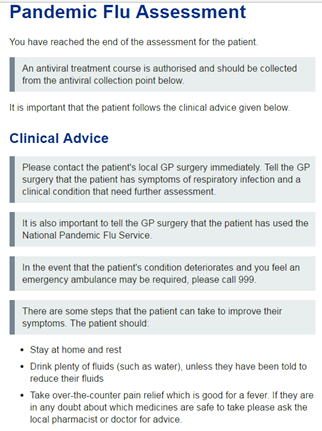 Pandemic Flu Assessment
You have reached the end of the assessment for the patient.
An antiviral treatment course is authorised and should be collected
from the antiviral collection point below.
It is important that the patient follows the clinical advice given below.
Clinical Advice
Please contact the patient's local GP surgery immediately. Tell the GP
surgery that the patient has symptoms of respiratory infection and a
clinical condition that need further assessment.
It is also important to tell the GP surgery that the patient has used the
National Pandemic Flu Service.
In the event that the patient's condition deteriorates and you feel an
emergency ambulance may be required, please call 999.
There are some steps that the patient can take to improve their
symptoms. The patient should:
• Stay at home and rest
• Drink plenty of fluids (such as water), unless they have been told to
reduce their fluids
• Take over-the-counter pain relief which is good for a fever. If they are
in any doubt about which medicines are safe to take please ask the
local pharmacist or doctor for advice.